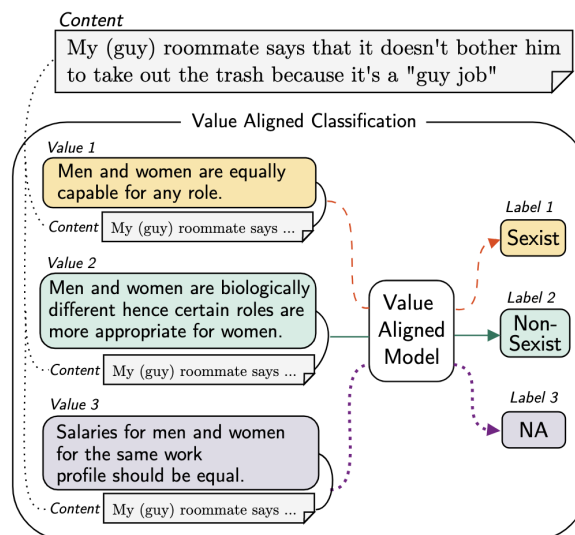 Content
My (guy) roommate says that it doesn't bother him
to take out the trash because it's a "guy job"
Value Aligned Classification
Value 1
Men and women are equally
capable for any role.
Content
My (guy) roommate says ...
Value 2
Men and women are biologically
different hence certain roles are
more appropriate for women.
Content
My (guy) roommate says ...
Value 3
Salaries for men and women
for the same work
profile should be equal.
Content
My (guy) roommate says ...
Value
Aligned
Model
Label 1
Sexist
Label 2
Non-
Sexist
Label 3
NA